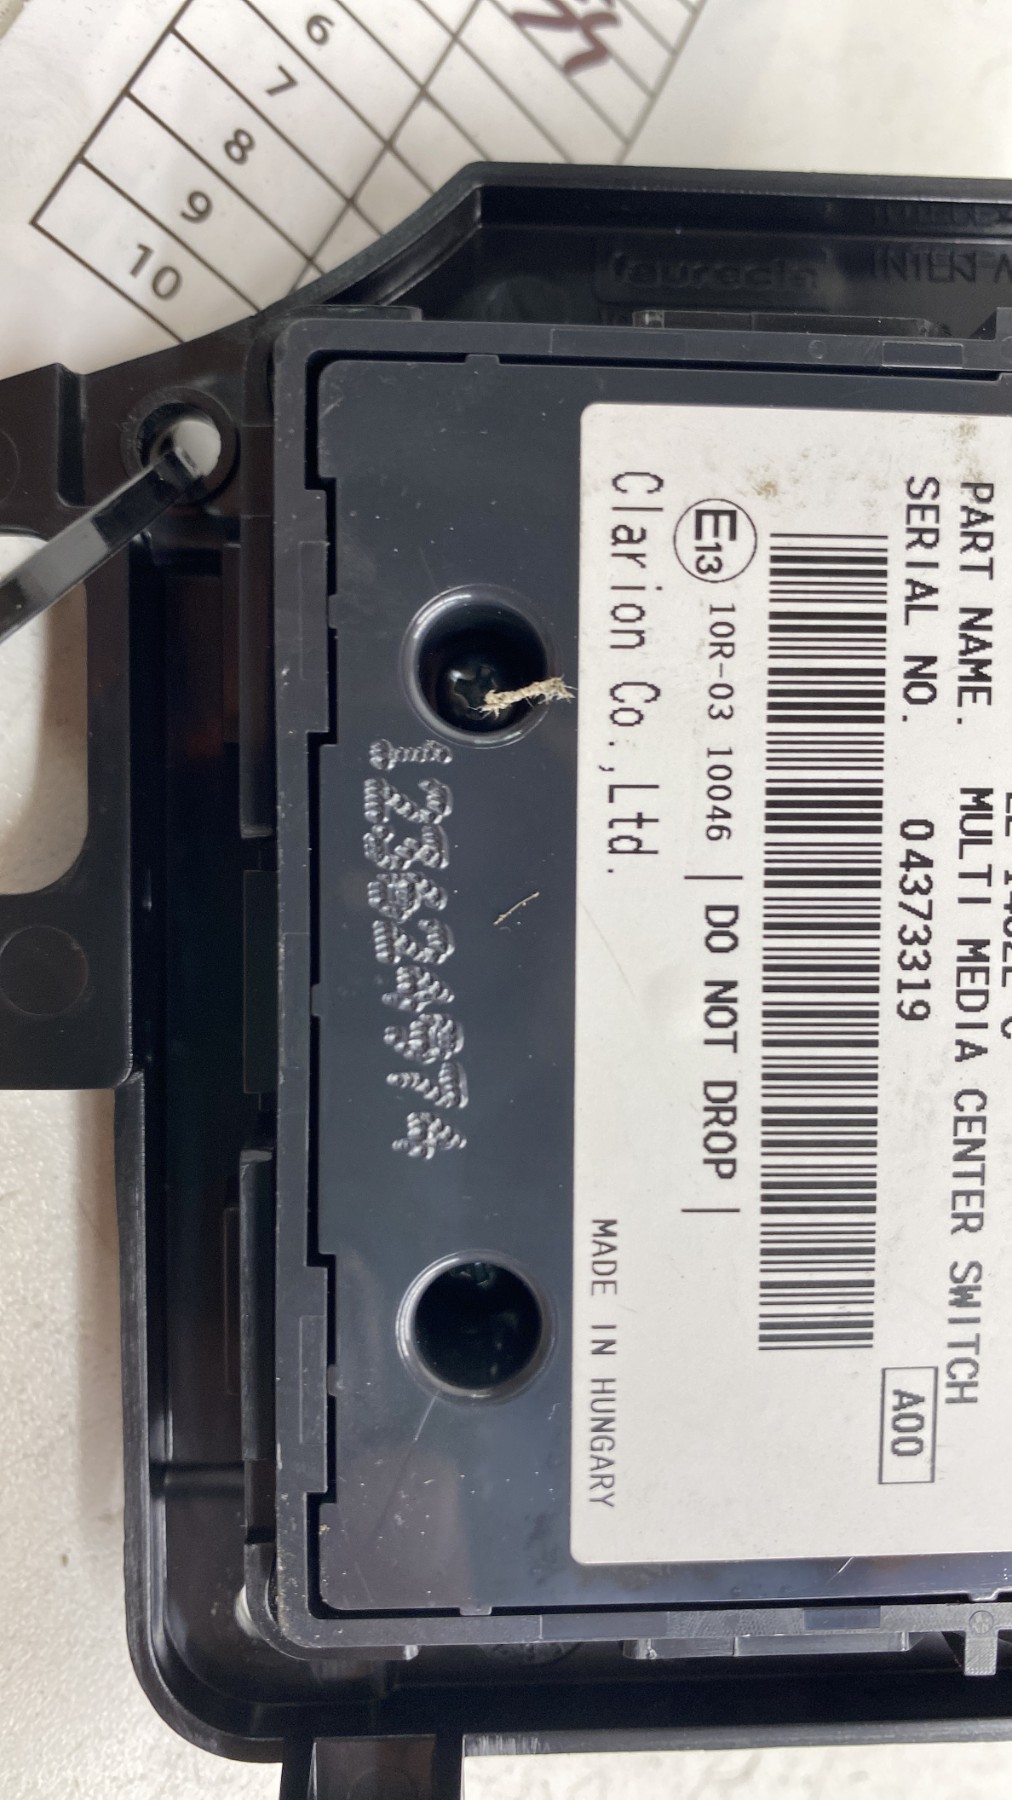 6
7
8
9
10
faurecia
PART NAME. MULTI MEDIA CENTER SWITCH
SERIAL NO. 04373319
A00
E13 10R-03 10046 | DO NOT DROP |
Clarion Co.,Ltd.
MADE IN HUNGARY